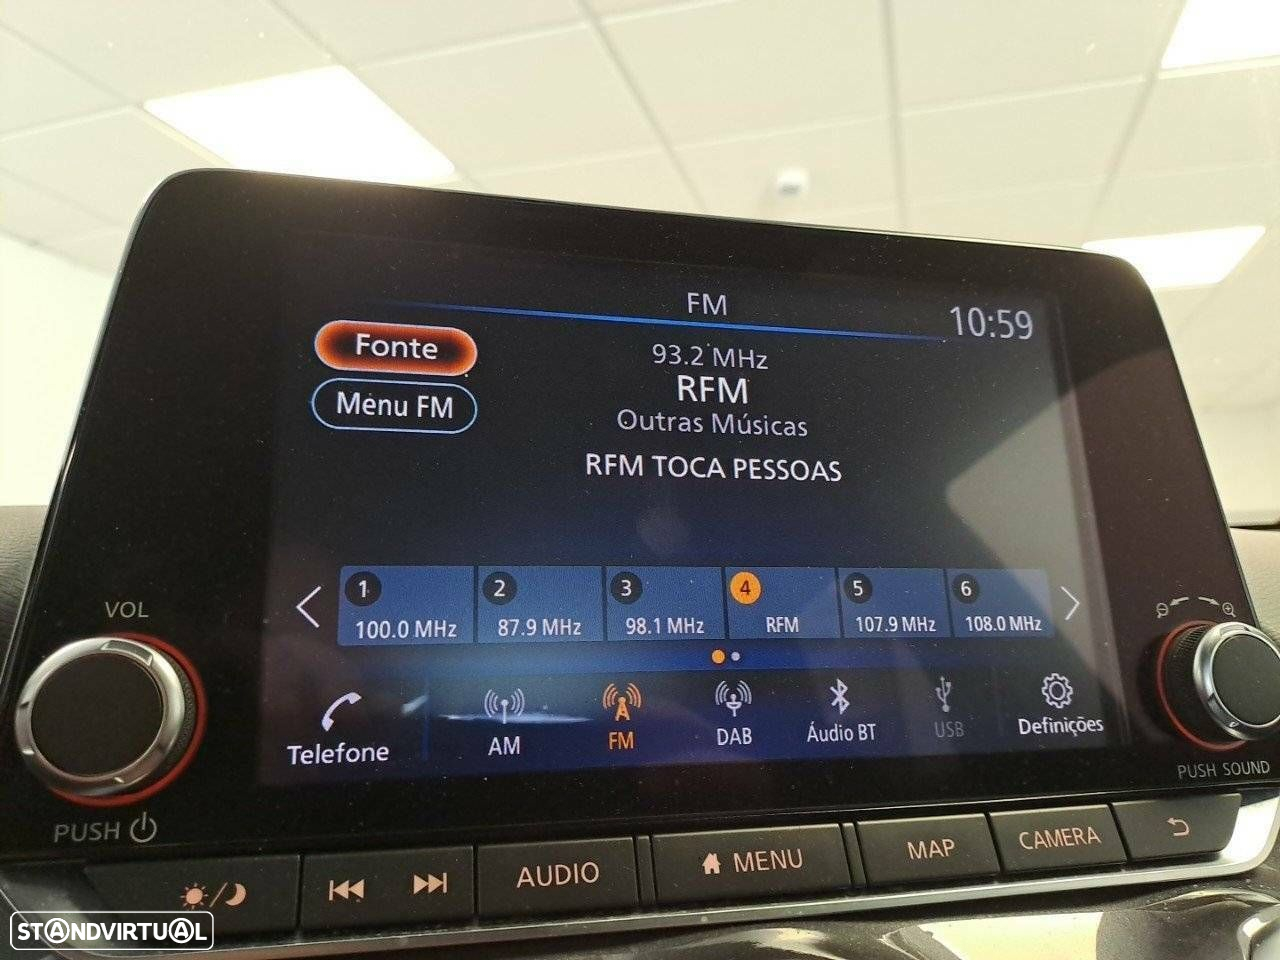 FM
10:59
Fonte
93.2 MHz
RFM
Menu FM
Outras Músicas
RFM TOCA PESSOAS
1 2 3 4 5 6
100.0 MHz 87.9 MHz 98.1 MHz RFM 107.9 MHz 108.0 MHz
VOL
Telefone AM FM DAB Áudio BT USB Definições
PUSH
PUSH SOUND
AUDIO MENU MAP CAMERA
STANDVIRTUAL